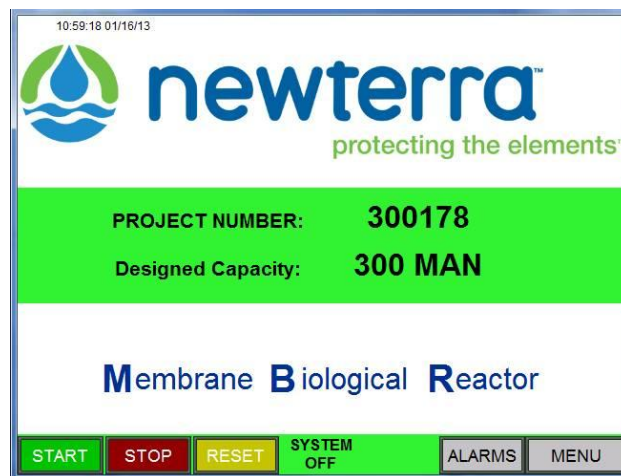 10:59:18 01/16/13
newterra™
protecting the elements
PROJECT NUMBER: 300178
Designed Capacity: 300 MAN
Membrane Biological Reactor
START STOP RESET SYSTEM OFF ALARMS MENU